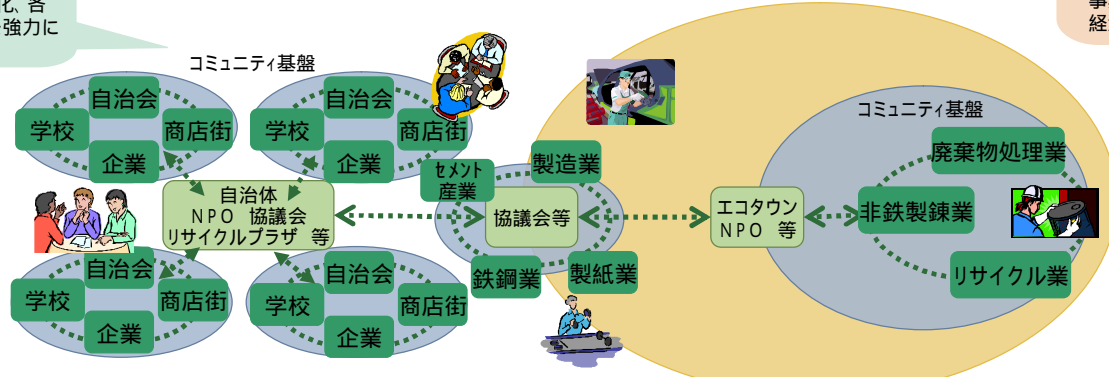 化、各
強力に
事
経
コミュニティ基盤
自治会
学校
商店街
企業
自治会
学校
商店街
企業
自治体
NPO 協議会
リサイクルプラザ 等
自治会
学校
商店街
企業
自治会
学校
商店街
企業
セメント
産業
製造業
協議会等
鉄鋼業
製紙業
エコタウン
NPO 等
コミュニティ基盤
廃棄物処理業
非鉄製錬業
リサイクル業